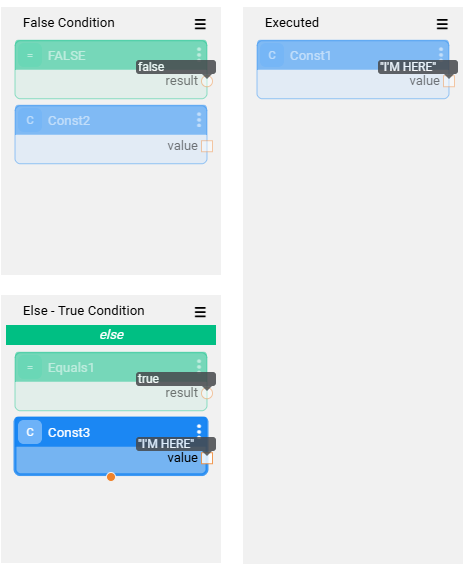 False Condition
= FALSE
false
result
C Const2
value
Else - True Condition
else
= Equals1
true
result
C Const3
"I'M HERE"
value
Executed
C Const1
"I'M HERE"
value